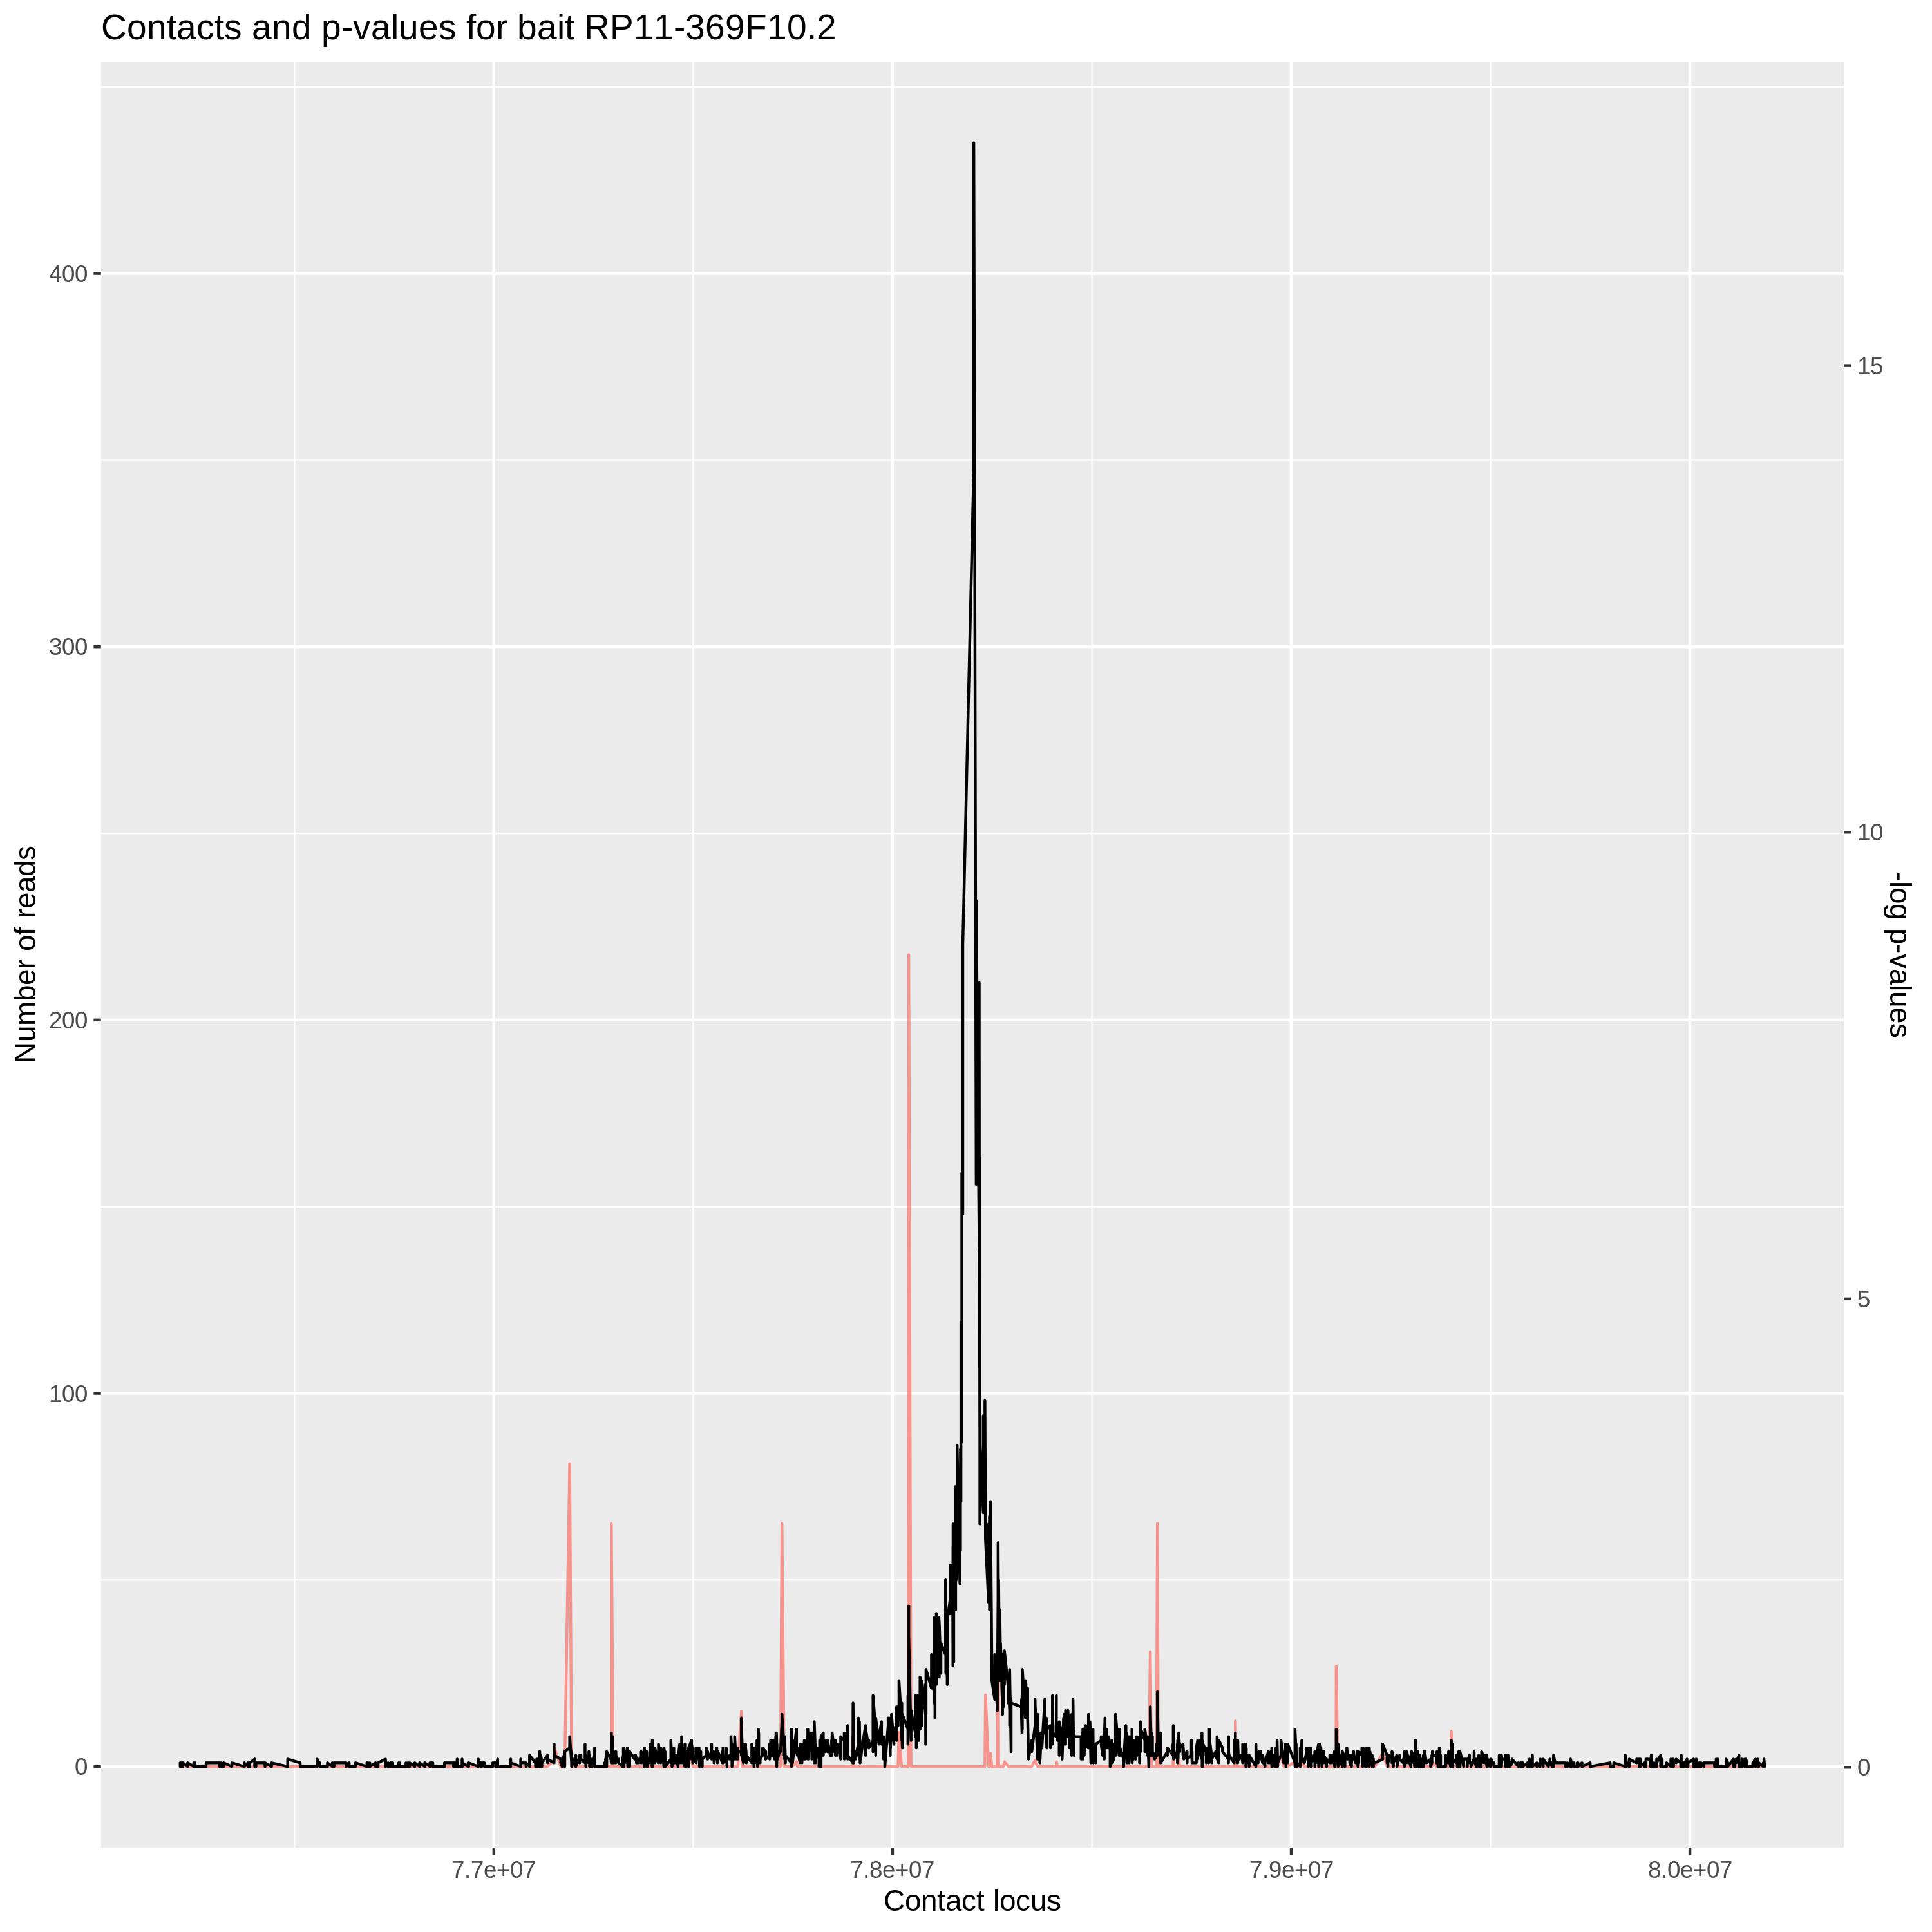 Contacts and p-values for bait RP11-369F10.2
Number of reads
400
300
200
100
0
15
10
5
0
-log p-values
7.7e+07
7.8e+07
7.9e+07
8.0e+07
Contact locus